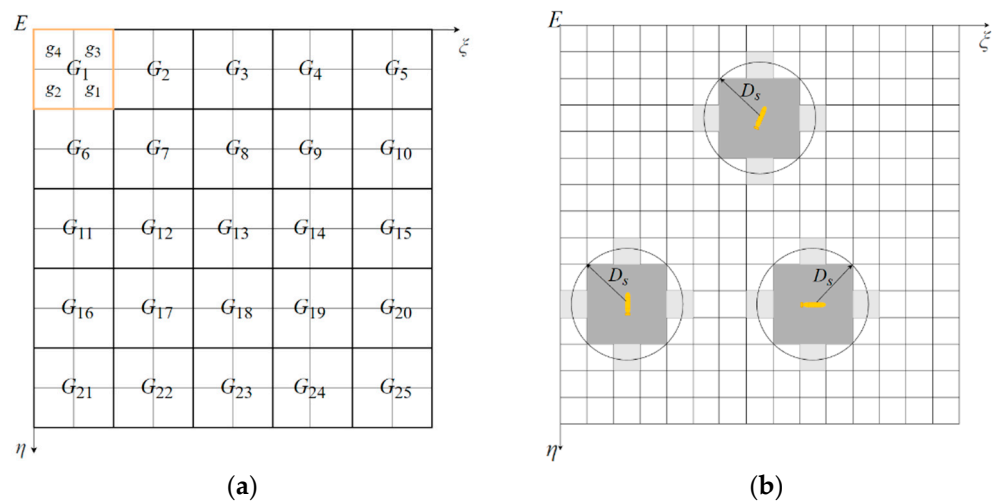 E ξ
g₄ g₃
G₁ G₂ G₃ G₄ G₅
g₂ g₁
G₆ G₇ G₈ G₉ G₁₀
G₁₁ G₁₂ G₁₃ G₁₄ G₁₅
G₁₆ G₁₇ G₁₈ G₁₉ G₂₀
G₂₁ G₂₂ G₂₃ G₂₄ G₂₅
η
(a)
E ξ
Dₛ
Dₛ Dₛ
η
(b)